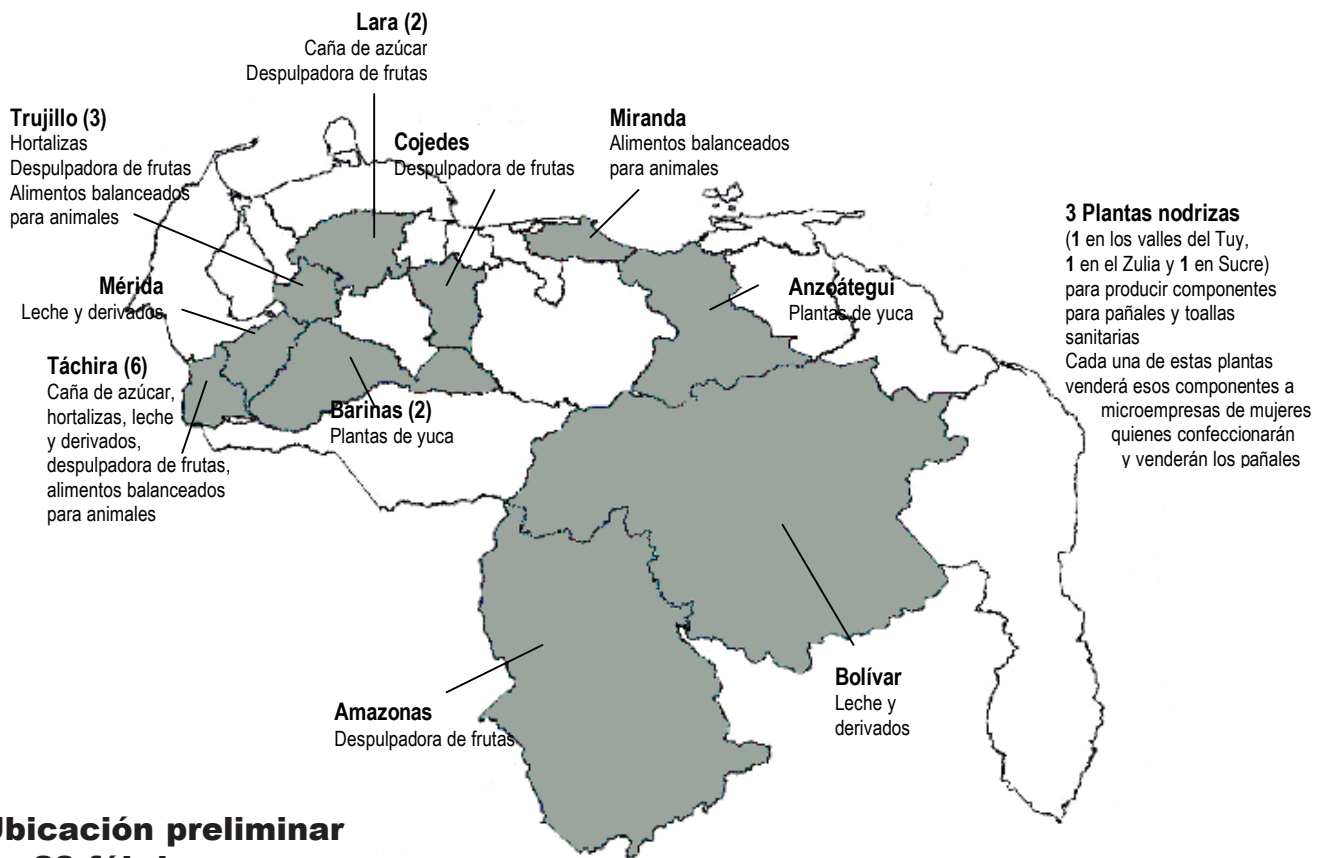 Lara (2)
Caña de azúcar
Despulpadora de frutas
Trujillo (3)
Hortalizas
Despulpadora de frutas
Alimentos balanceados
para animales
Cojedes
Despulpadora de frutas
Miranda
Alimentos balanceados
para animales
3 Plantas nodrizas
(1 en los valles del Tuy,
1 en el Zulia y 1 en Sucre)
para producir componentes
para pañales y toallas
sanitarias
Cada una de estas plantas
venderá esos componentes a
microempresas de mujeres
quienes confeccionarán
y venderán los pañales
Mérida
Leche y derivados
Anzoátegui
Plantas de yuca
Táchira (6)
Caña de azúcar,
hortalizas, leche
y derivados,
despulpadora de frutas,
alimentos balanceados
para animales
Barinas (2)
Plantas de yuca
Bolívar
Leche y
derivados
Amazonas
Despulpadora de frutas
Ubicación preliminar